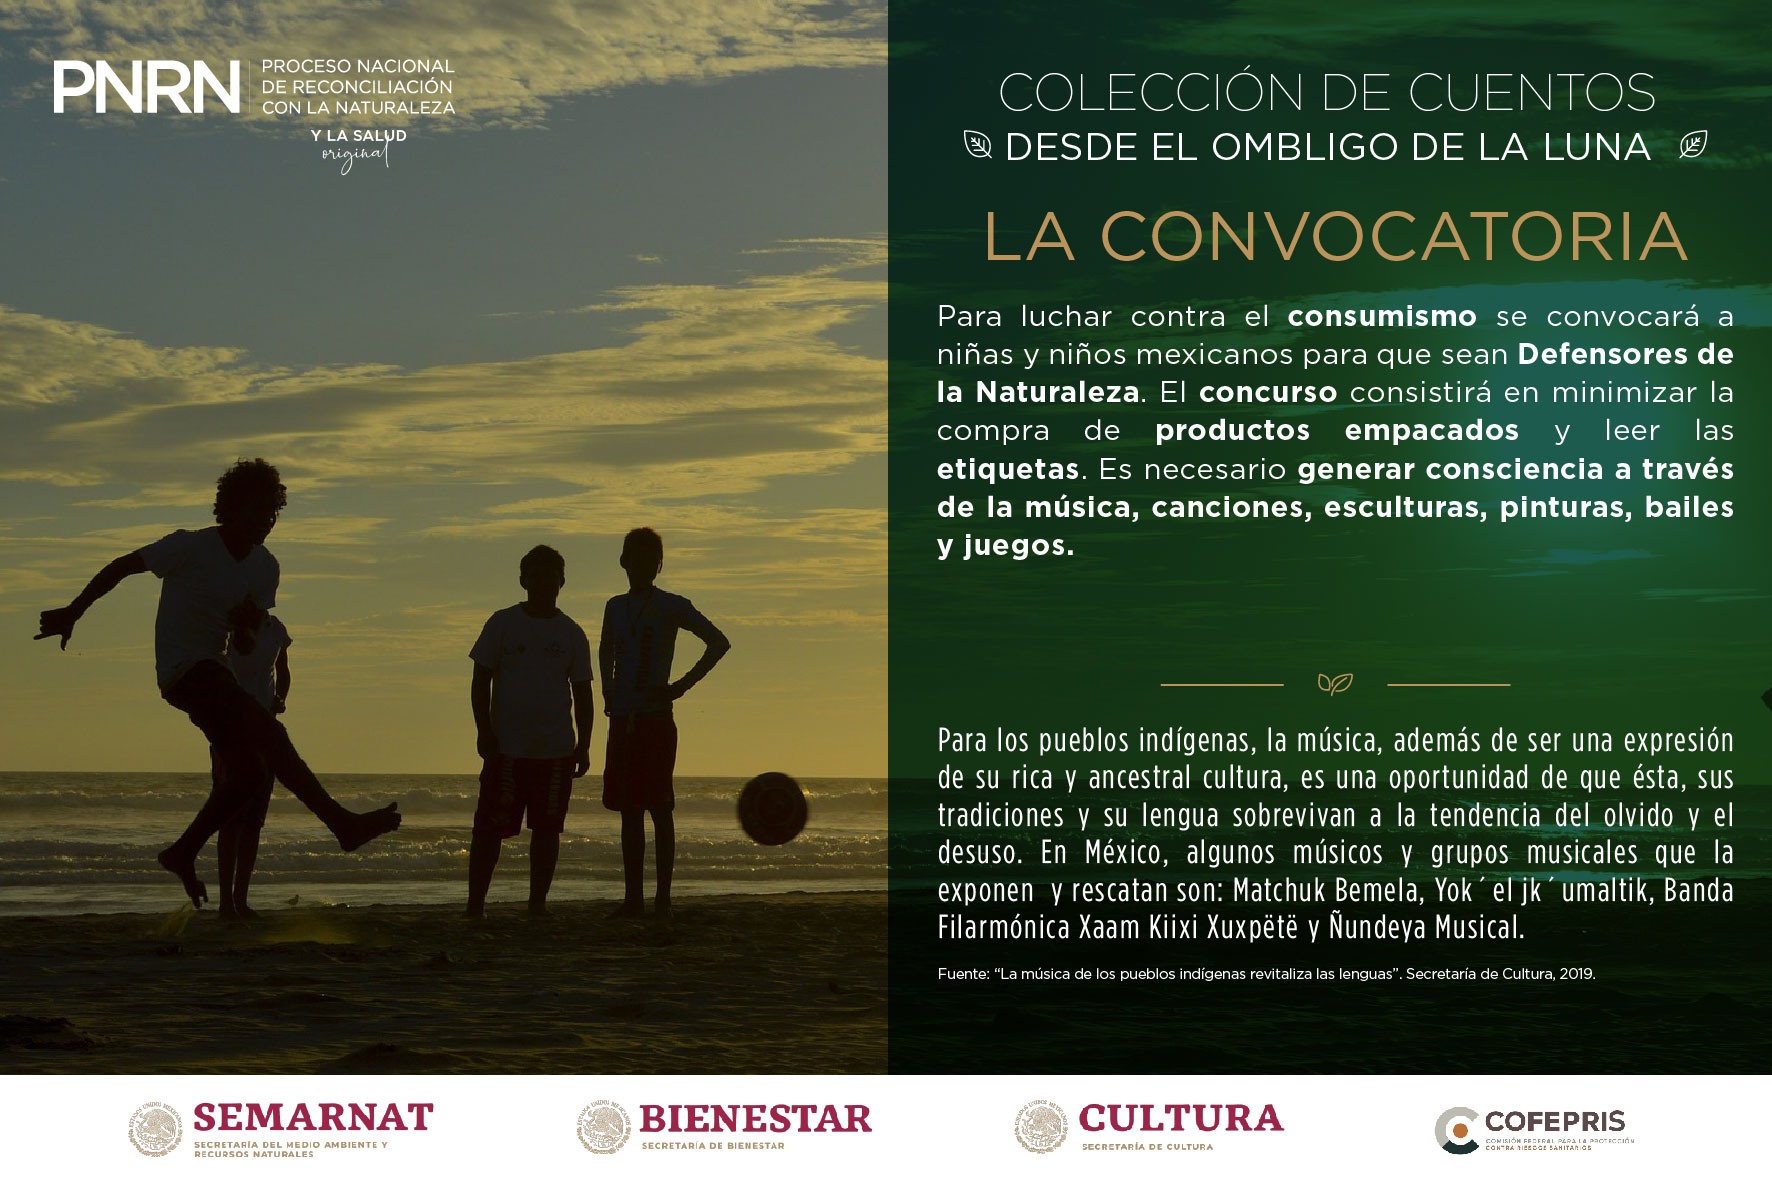 PNRN
PROCESO NACIONAL
DE RECONCILIACIÓN
CON LA NATURALEZA
Y LA SALUD
original
COLECCIÓN DE CUENTOS
DESDE EL OMBLIGO DE LA LUNA
LA CONVOCATORIA
Para luchar contra el consumismo se convocará a
niñas y niños mexicanos para que sean Defensores de
la Naturaleza. El concurso consistirá en minimizar la
compra de productos empacados y leer las
etiquetas. Es necesario generar consciencia a través
de la música, canciones, esculturas, pinturas, bailes
y juegos.
Para los pueblos indígenas, la música, además de ser una expresión
de su rica y ancestral cultura, es una oportunidad de que ésta, sus
tradiciones y su lengua sobrevivan a la tendencia del olvido y el
desuso. En México, algunos músicos y grupos musicales que la
exponen y rescatan son: Matchuk Bemela, Yok´el jk´umaltik, Banda
Filarmónica Xaam Kiixi Xuxpëtë y Ñundeya Musical.
Fuente: “La música de los pueblos indígenas revitaliza las lenguas”. Secretaría de Cultura, 2019.
SEMARNAT
SECRETARÍA DEL MEDIO AMBIENTE Y
RECURSOS NATURALES
BIENESTAR
SECRETARÍA DE BIENESTAR
CULTURA
SECRETARÍA DE CULTURA
COFEPRIS
COMISIÓN FEDERAL PARA LA PROTECCIÓN
CONTRA RIESGOS SANITARIOS